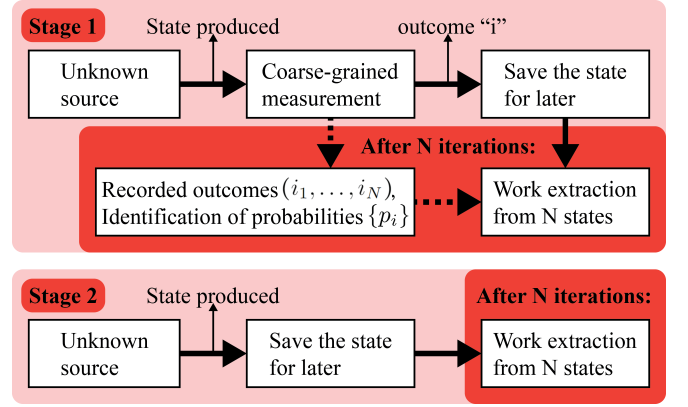 Stage 1
State produced
outcome “i”
Unknown
source
Coarse-grained
measurement
Save the state
for later
After N iterations:
Recorded outcomes (i₁, . . . , i_N),
Identification of probabilities {p_i}
Work extraction
from N states
Stage 2
State produced
After N iterations:
Unknown
source
Save the state
for later
Work extraction
from N states